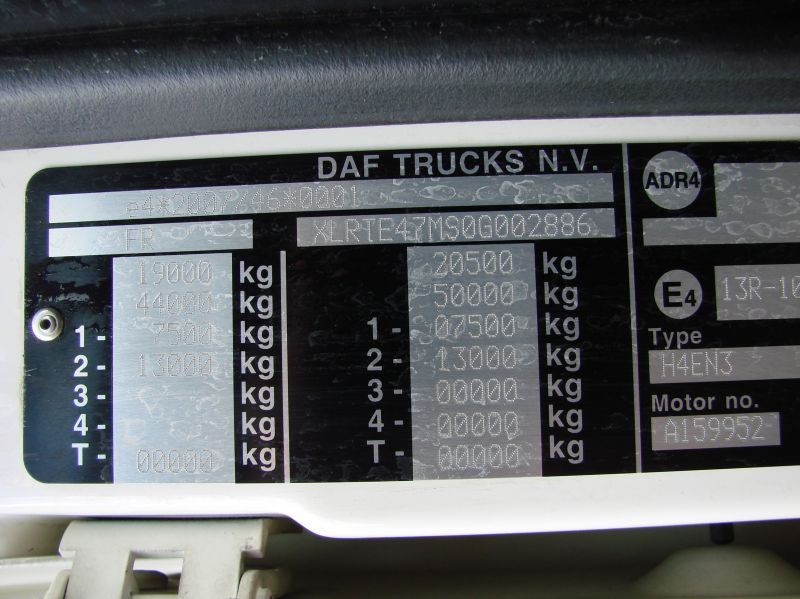 DAF TRUCKS N.V.
e4*2007/46*0001
FR XLRTE47MS0G002886
19000 kg 20500 kg
44000 kg 50000 kg
1- 7500 kg 1- 07500 kg
2- 13000 kg 2- 13000 kg
3- kg 3- 00000 kg
4- kg 4- 00000 kg
T- 00000 kg T- 00000 kg
ADR4
E4 13R-10
Type
H4EN3
Motor no.
A159952